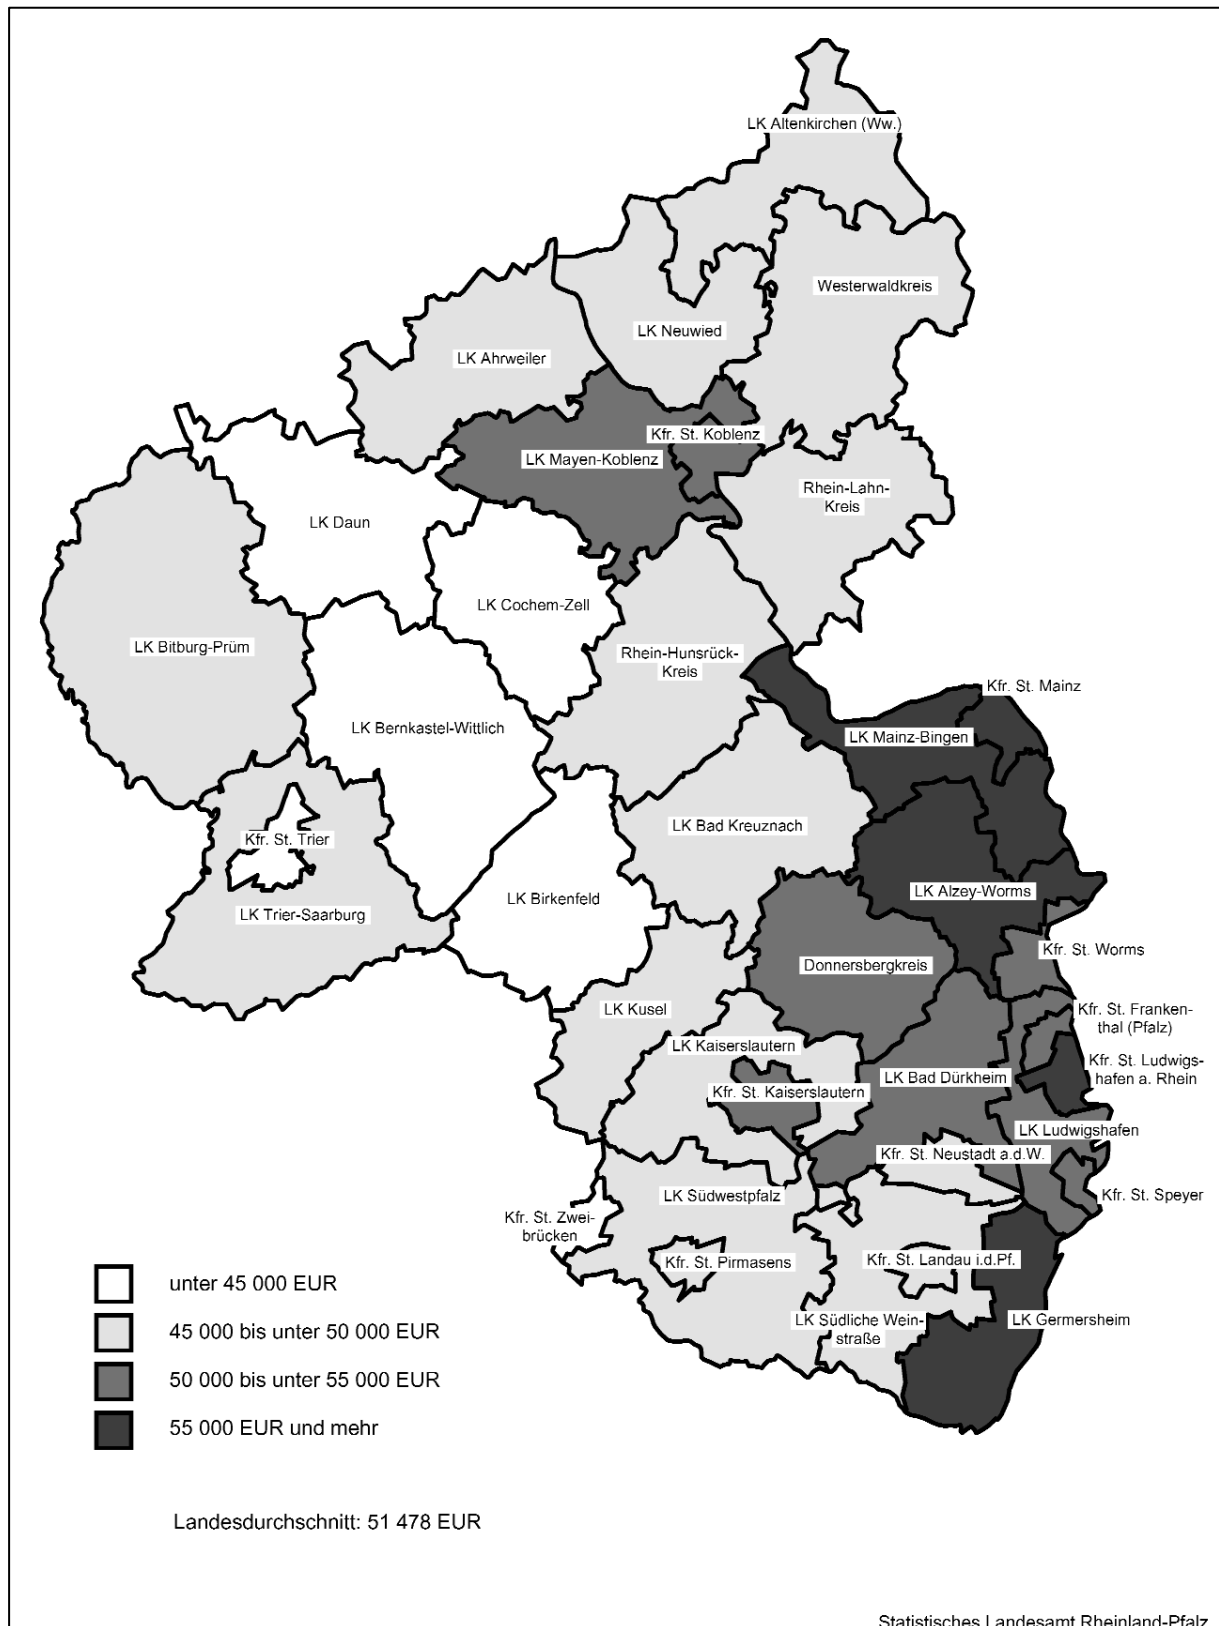 LK Altenkirchen (Ww.)
Westerwaldkreis
LK Neuwied
LK Ahrweiler
Kfr. St. Koblenz
LK Mayen-Koblenz
Rhein-Lahn-
Kreis
LK Daun
LK Cochem-Zell
LK Bitburg-Prüm
Rhein-Hunsrück-
Kreis
Kfr. St. Mainz
LK Bernkastel-Wittlich
LK Mainz-Bingen
LK Bad Kreuznach
Kfr. St. Trier
LK Alzey-Worms
LK Birkenfeld
LK Trier-Saarburg
Kfr. St. Worms
Donnersbergkreis
LK Kusel
Kfr. St. Franken-
thal (Pfalz)
LK Kaiserslautern
Kfr. St. Ludwigs-
hafen a. Rhein
LK Bad Dürkheim
Kfr. St. Kaiserslautern
LK Ludwigshafen
Kfr. St. Neustadt a.d.W.
LK Südwestpfalz
Kfr. St. Speyer
Kfr. St. Zwei-
brücken
Kfr. St. Pirmasens
Kfr. St. Landau i.d.Pf.
LK Südliche Wein-
straße
LK Germersheim
unter 45 000 EUR
45 000 bis unter 50 000 EUR
50 000 bis unter 55 000 EUR
55 000 EUR und mehr
Landesdurchschnitt: 51 478 EUR
Statistisches Landesamt Rheinland-Pfalz